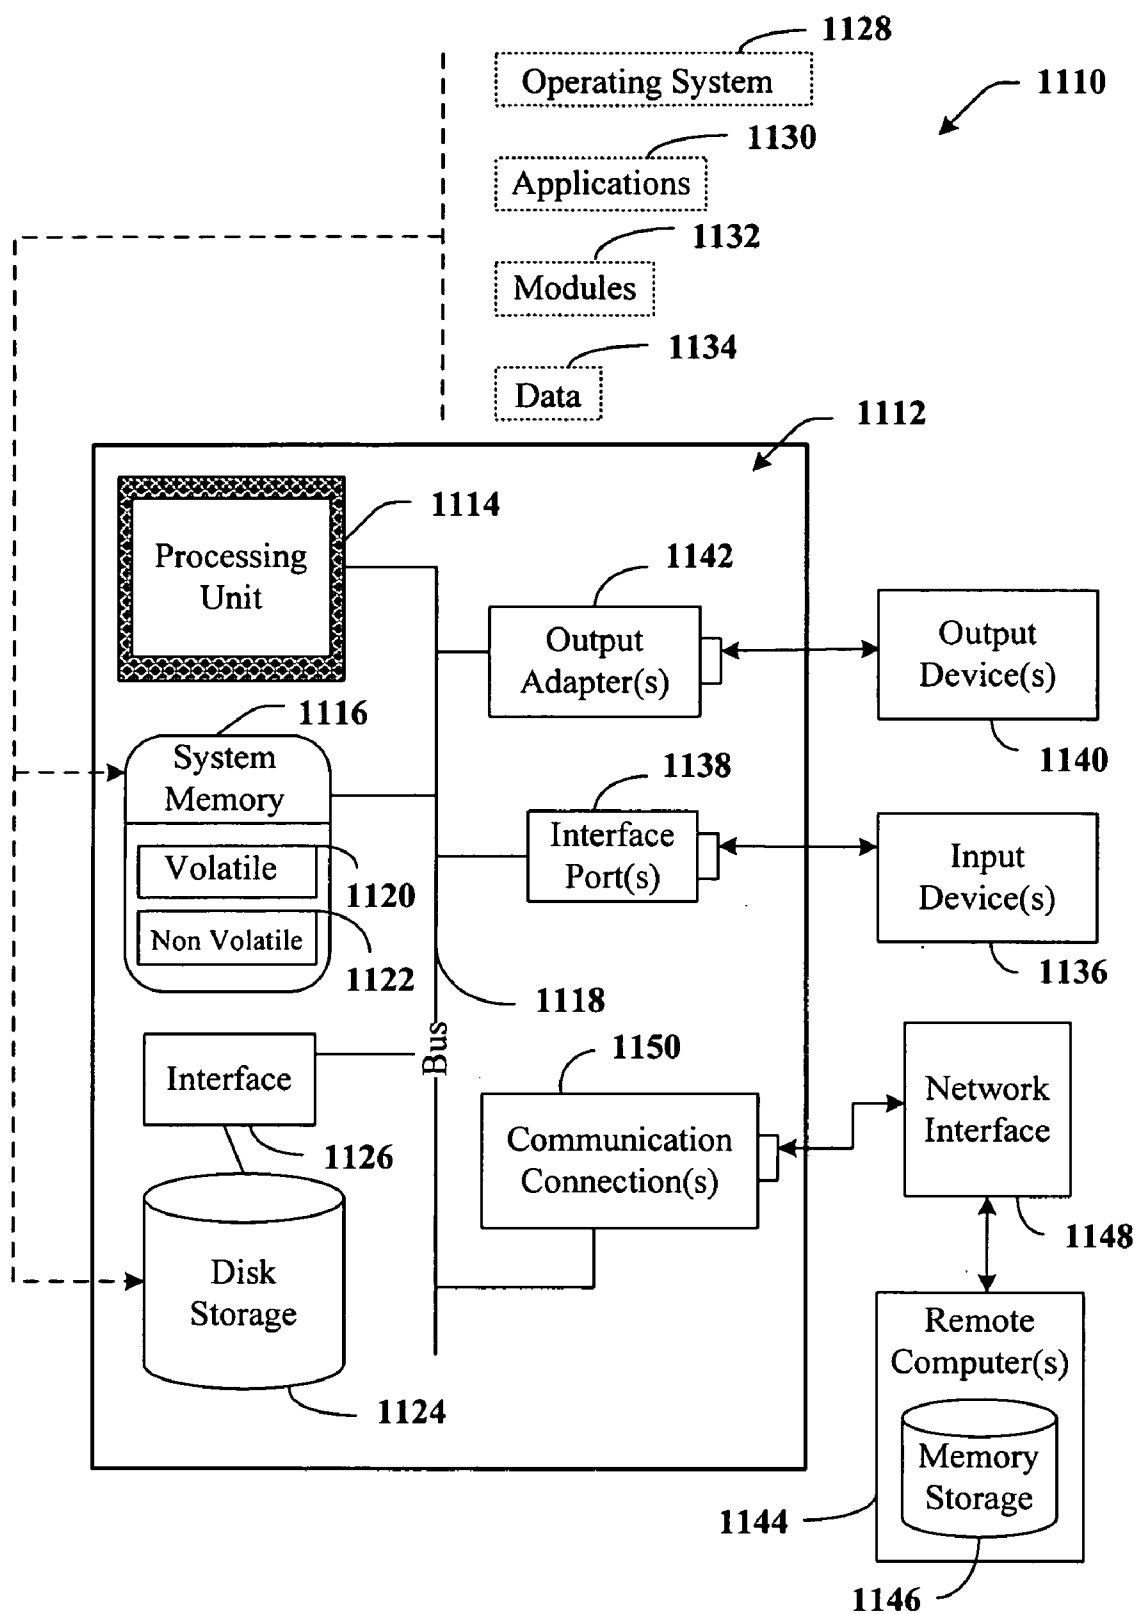 1128
Operating System
1110
1130
Applications
1132
Modules
1134
Data
1112
1114
Processing
Unit
1142
Output
Adapter(s)
Output
Device(s)
1140
1116
System
Memory
1138
Interface
Port(s)
Input
Device(s)
1136
Volatile
1120
Non Volatile
1122
1118
Bus
1150
Interface
1126
Communication
Connection(s)
Network
Interface
1148
Disk
Storage
1124
Remote
Computer(s)
Memory
Storage
1144
1146